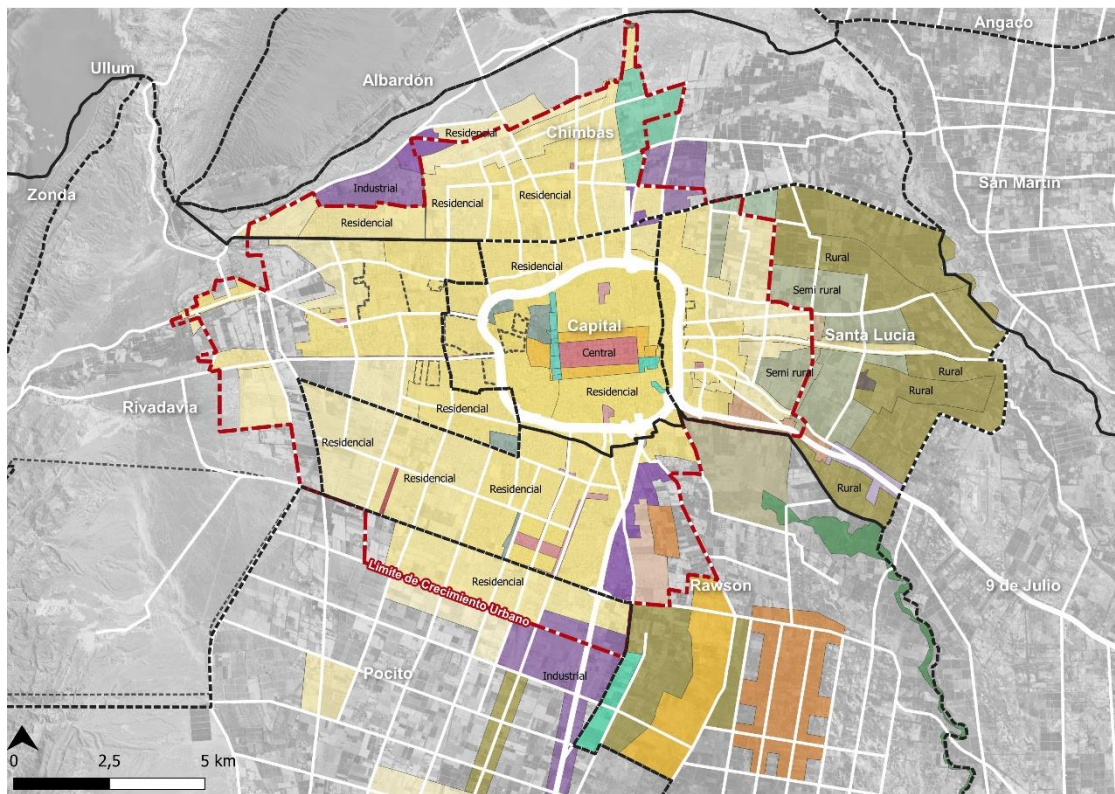 Angaco
Ullum
Albardón
Residencial
Chimbas
Zonda
Industrial
San Martín
Residencial
Residencial
Residencial
Residencial
Rural
Semi rural
Capital
Santa Lucia
Central
Residencial
Semi rural
Rural
Rural
Rivadavia
Residencial
Residencial
Residencial
Residencial
Rural
Residencial
Límite de Crecimiento Urbano
Rawson
9 de Julio
Pocito
Industrial
0 2,5 5 km